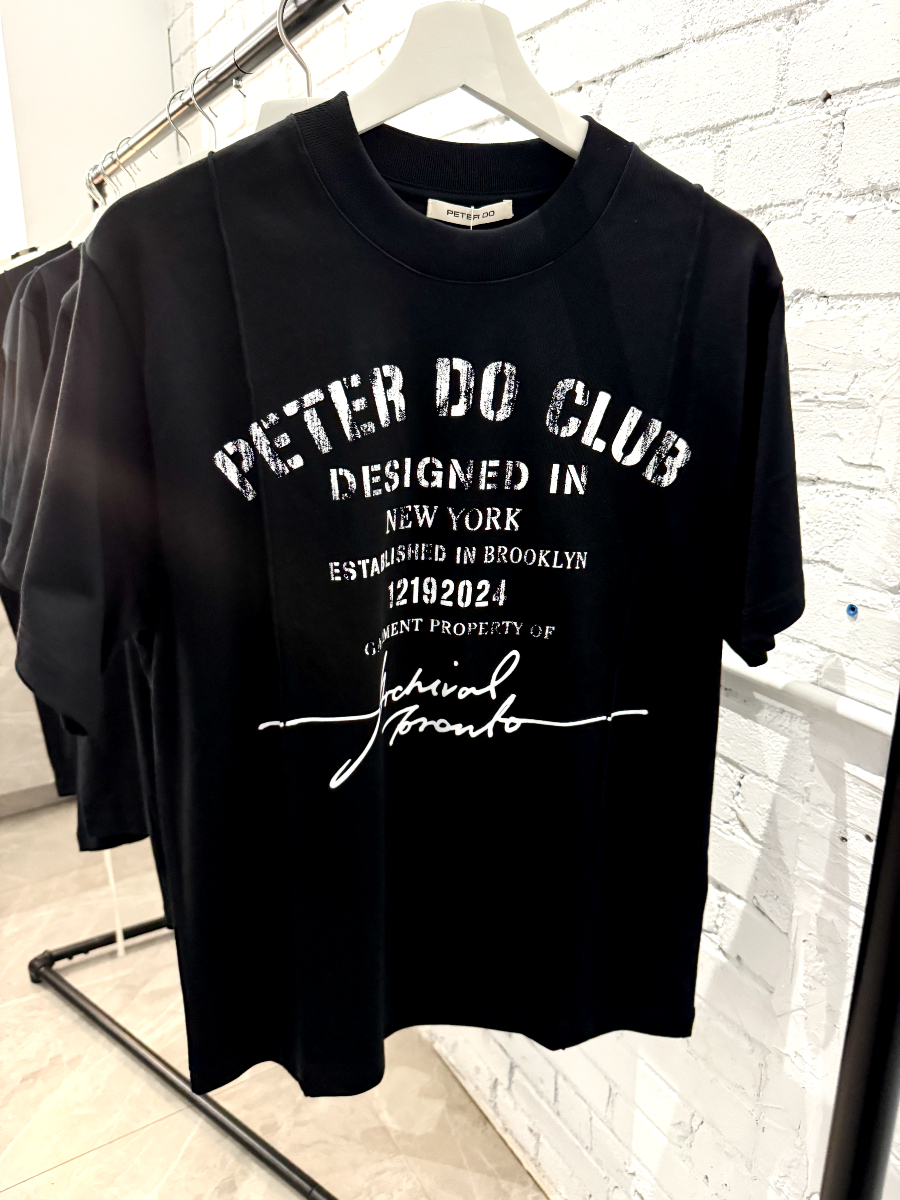 PETER DO
PETER DO CLUB
DESIGNED IN
NEW YORK
ESTABLISHED IN BROOKLYN
12192024
GARMENT PROPERTY OF
Archival
Toronto